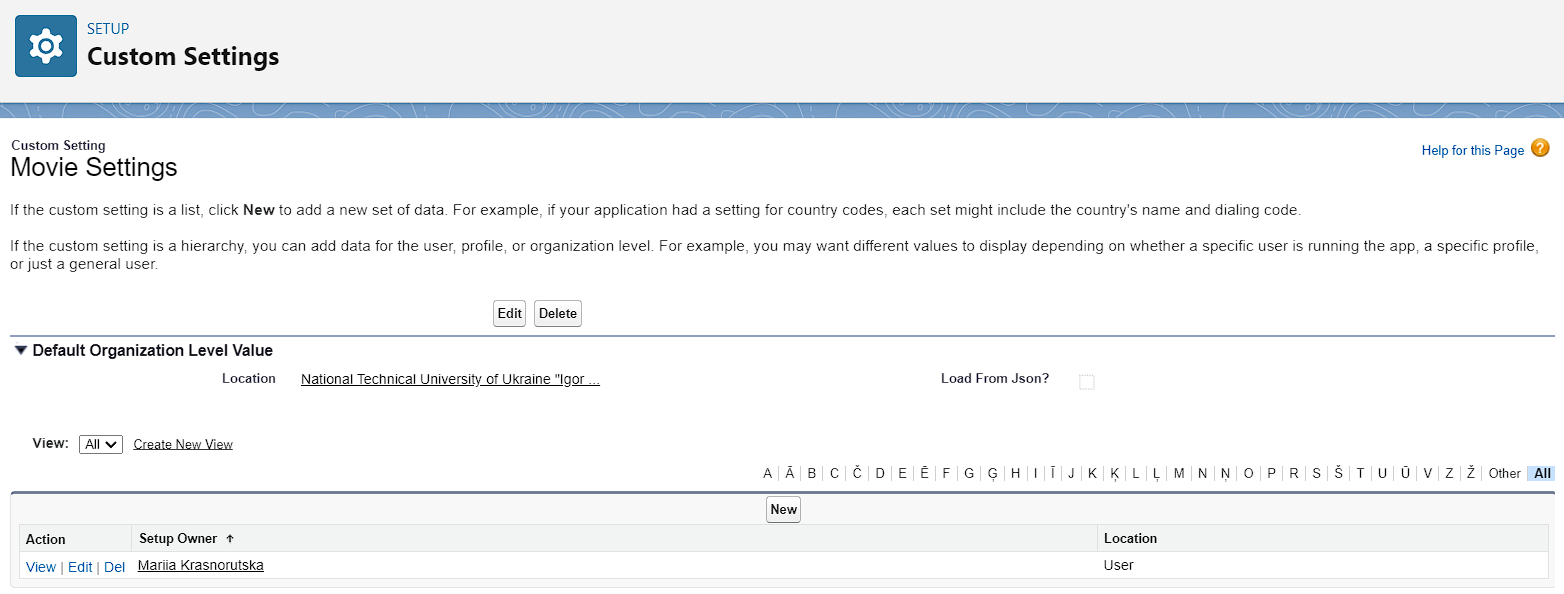 SETUP
Custom Settings
Custom Setting
Movie Settings
Help for this Page
If the custom setting is a list, click New to add a new set of data. For example, if your application had a setting for country codes, each set might include the country's name and dialing code.
If the custom setting is a hierarchy, you can add data for the user, profile, or organization level. For example, you may want different values to display depending on whether a specific user is running the app, a specific profile,
or just a general user.
Edit Delete
Default Organization Level Value
Location National Technical University of Ukraine "Igor ... Load From Json?
View: All Create New View
A | Ā | B | C | Č | D | E | Ē | F | G | Ģ | H | I | Ī | J | K | Ķ | L | Ļ | M | N | Ņ | O | P | R | S | Š | T | U | Ū | V | Z | Ž | Other | All
New
Action Setup Owner ↑ Location
View | Edit | Del Mariia Krasnorutska User